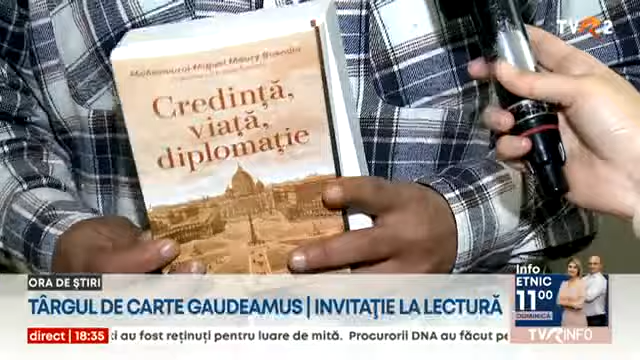 TVR2
Monseniorul Miguel Maury Buendía
Credință,
viață,
diplomație
ORA DE ȘTIRI
TÂRGUL DE CARTE GAUDEAMUS | INVITAŢIE LA LECTURĂ
Info
ETNIC
11 00
DUMINICĂ
direct 18:35 au fost reținuți pentru luare de mită. Procurorii DNA au făcut
TVR INFO